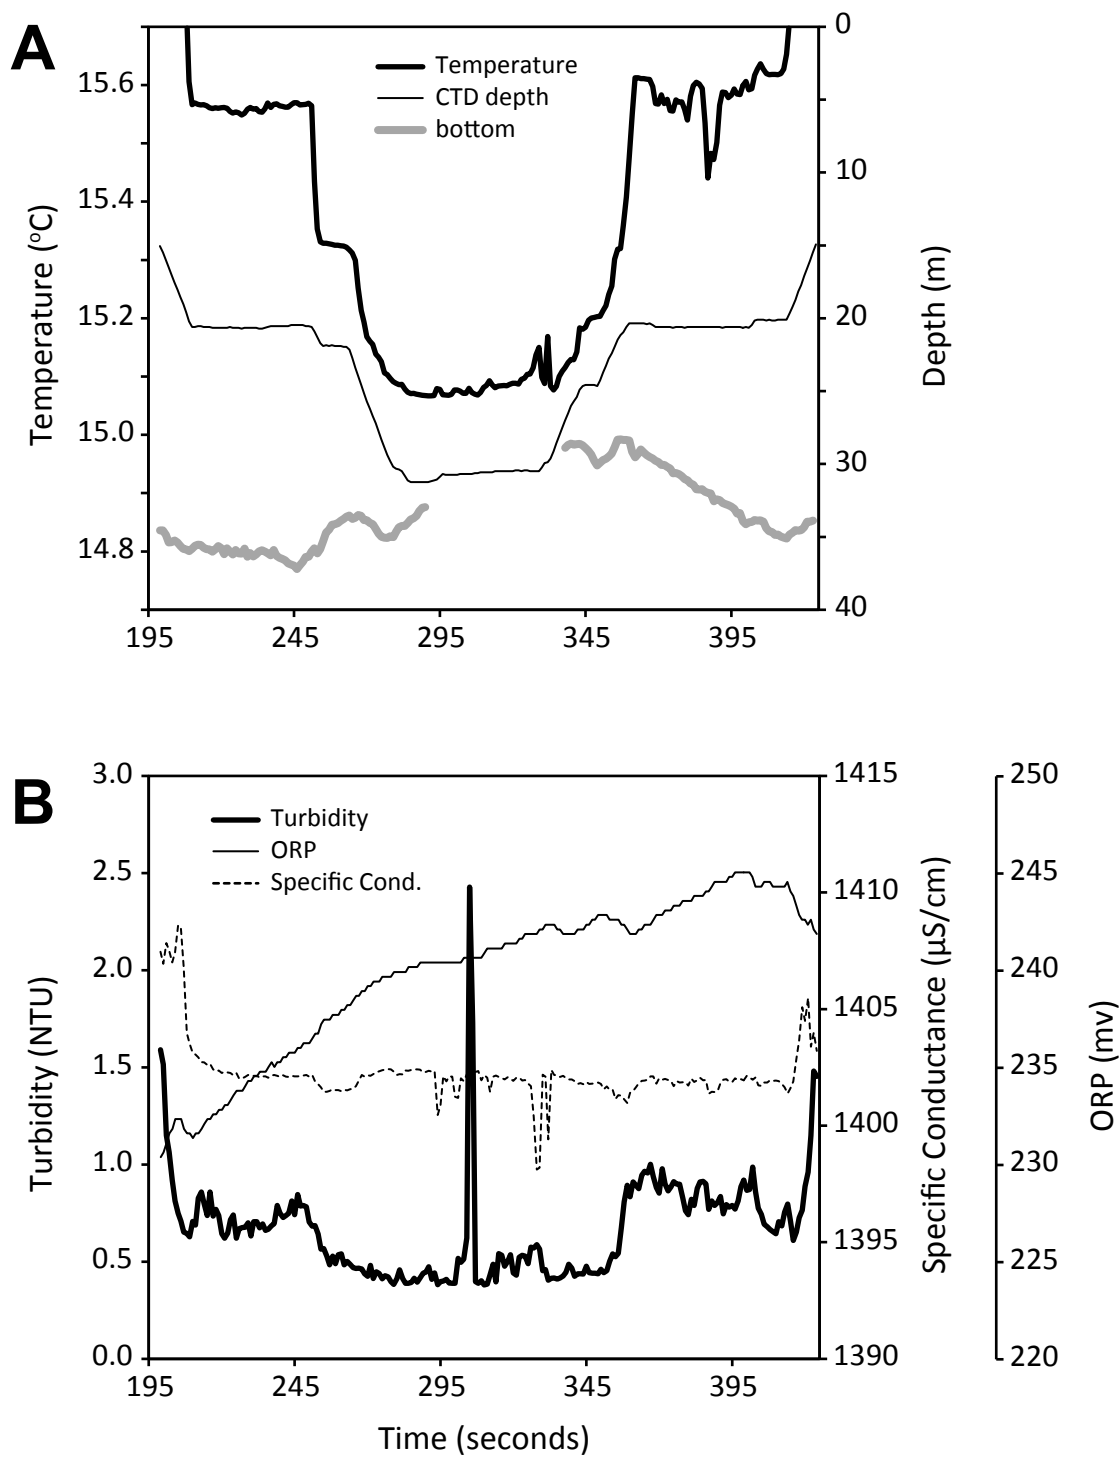 A
Temperature
CTD depth
bottom
15.6
15.4
15.2
15.0
14.8
Temperature (oC)
0
10
20
30
40
Depth (m)
195 245 295 345 395
B
Turbidity
ORP
Specific Cond.
3.0
2.5
2.0
1.5
1.0
0.5
0.0
Turbidity (NTU)
1415
1410
1405
1400
1395
1390
Specific Conductance (µS/cm)
250
245
240
235
230
225
220
ORP (mv)
195 245 295 345 395
Time (seconds)